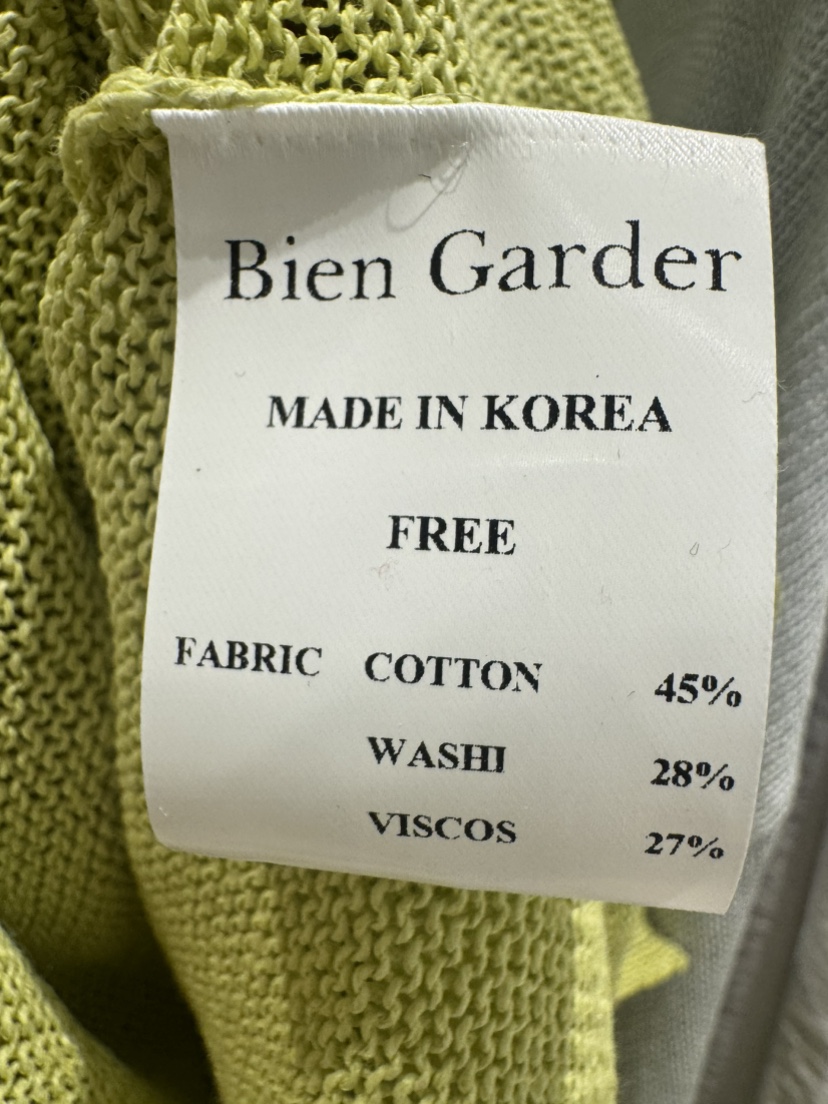 Bien Garder
MADE IN KOREA
FREE
FABRIC COTTON 45%
WASHI 28%
VISCOS 27%